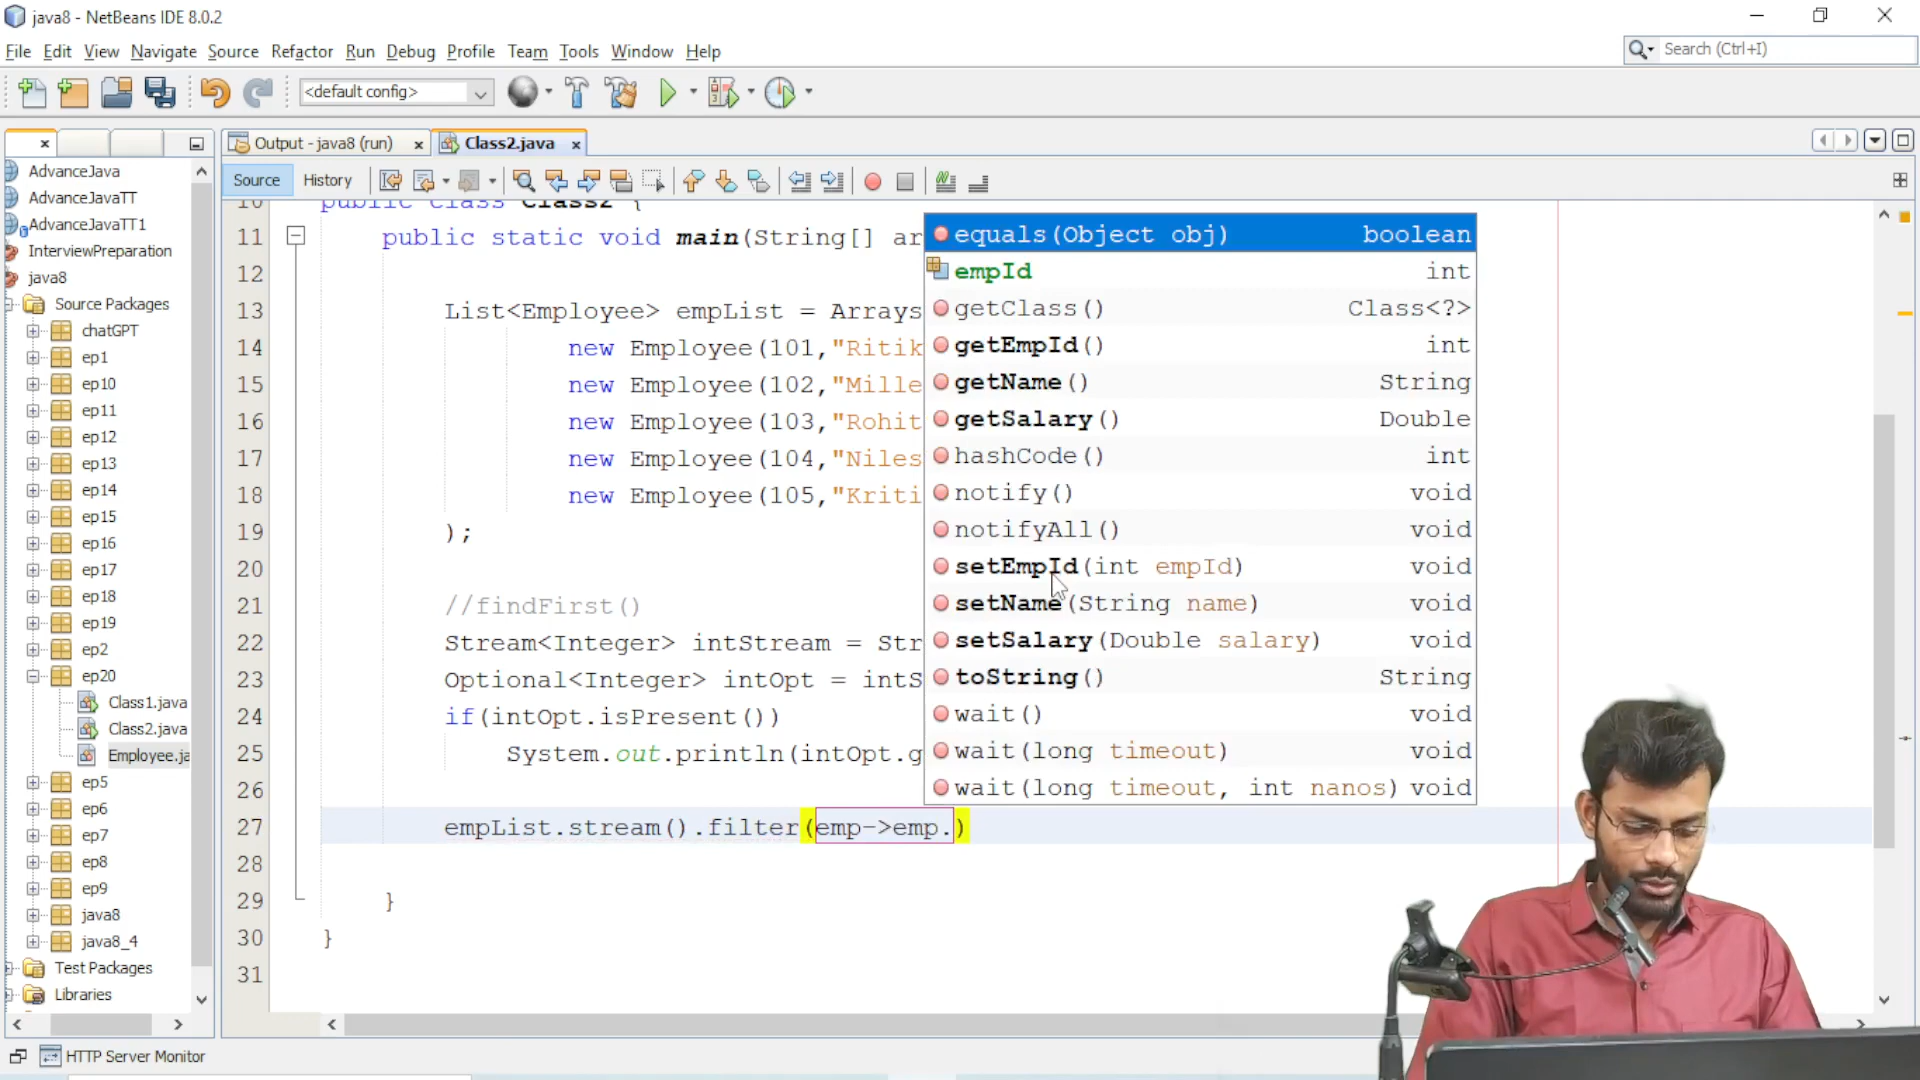 java8 - NetBeans IDE 8.0.2
File Edit View Navigate Source Refactor Run Debug Profile Team Tools Window Help
Search (Ctrl+I)
<default config>
Output - java8 (run)
Class2.java
Source History
AdvanceJava
AdvanceJavaTT
AdvanceJavaTT1
InterviewPreparation
java8
Source Packages
chatGPT
ep1
ep10
ep11
ep12
ep13
ep14
ep15
ep16
ep17
ep18
ep19
ep2
ep20
Class1.java
Class2.java
Employee.ja
ep5
ep6
ep7
ep8
ep9
java8
java8_4
Test Packages
Libraries
10 public class Class2 {
11 public static void main(String[] ar
12
13 List<Employee> empList = Arrays
14 new Employee(101,"Ritik
15 new Employee(102,"Mille
16 new Employee(103,"Rohit
17 new Employee(104,"Niles
18 new Employee(105,"Kriti
19 );
20
21 //findFirst()
22 Stream<Integer> intStream = Str
23 Optional<Integer> intOpt = intS
24 if(intOpt.isPresent())
25 System.out.println(intOpt.g
26
27 empList.stream().filter(emp->emp.)
28
29 }
30 }
31
equals(Object obj) boolean
empId int
getClass() Class<?>
getEmpId() int
getName() String
getSalary() Double
hashCode() int
notify() void
notifyAll() void
setEmpId(int empId) void
setName(String name) void
setSalary(Double salary) void
toString() String
wait() void
wait(long timeout) void
wait(long timeout, int nanos) void
HTTP Server Monitor